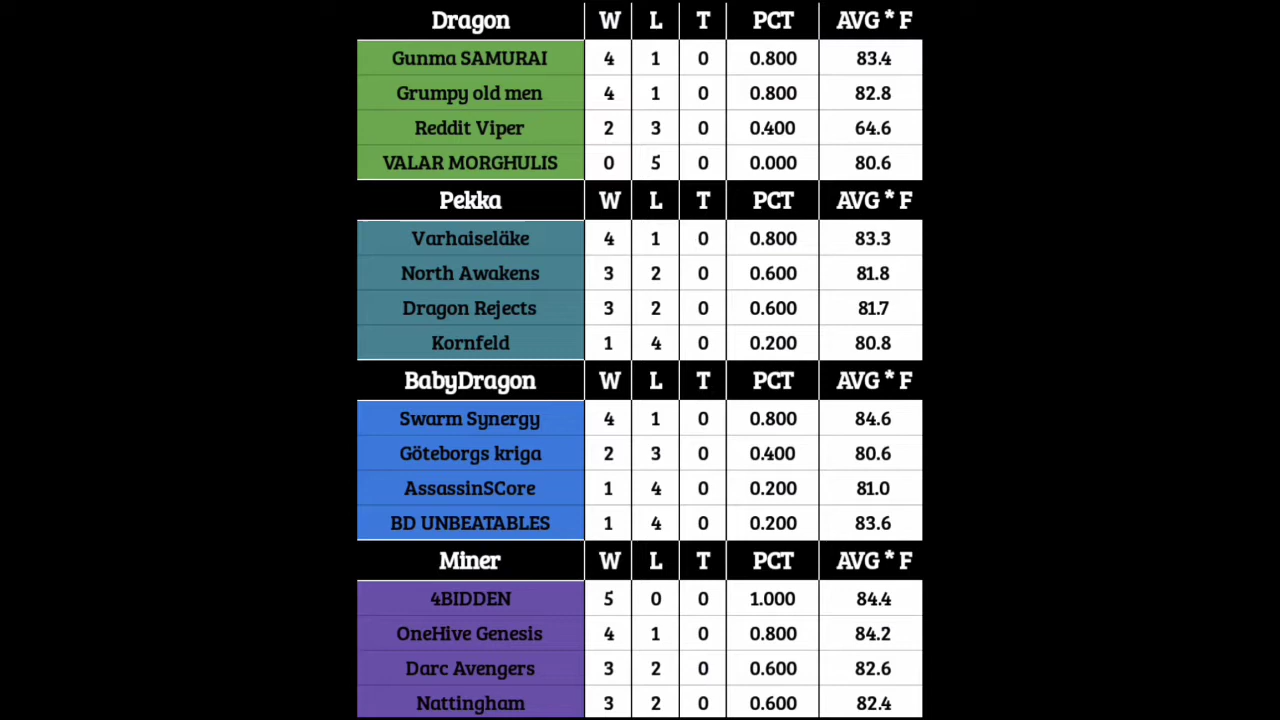 Dragon W L T PCT AVG * F
Gunma SAMURAI 4 1 0 0.800 83.4
Grumpy old men 4 1 0 0.800 82.8
Reddit Viper 2 3 0 0.400 64.6
VALAR MORGHULIS 0 5 0 0.000 80.6
Pekka W L T PCT AVG * F
Varhaiseläke 4 1 0 0.800 83.3
North Awakens 3 2 0 0.600 81.8
Dragon Rejects 3 2 0 0.600 81.7
Kornfeld 1 4 0 0.200 80.8
BabyDragon W L T PCT AVG * F
Swarm Synergy 4 1 0 0.800 84.6
Göteborgs kriga 2 3 0 0.400 80.6
AssassinSCore 1 4 0 0.200 81.0
BD UNBEATABLES 1 4 0 0.200 83.6
Miner W L T PCT AVG * F
4BIDDEN 5 0 0 1.000 84.4
OneHive Genesis 4 1 0 0.800 84.2
Darc Avengers 3 2 0 0.600 82.6
Nattingham 3 2 0 0.600 82.4